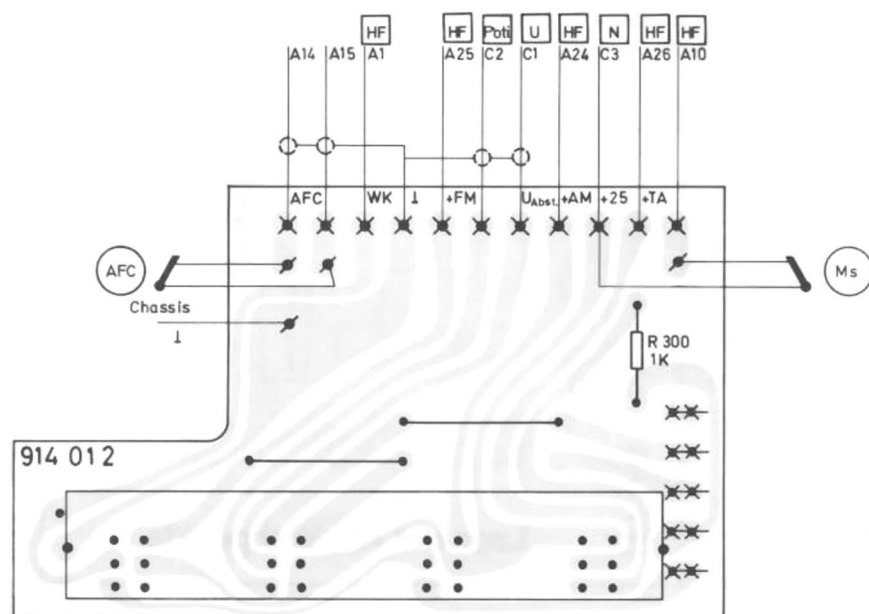 HF HF Poti U HF N HF HF
A14 A15 A1 A25 C2 C1 A24 C3 A26 A10
AFC WK ⊥ +FM UAbst. +AM +25 +TA
AFC Ms
Chassis
⊥
R 300
1K
914 012